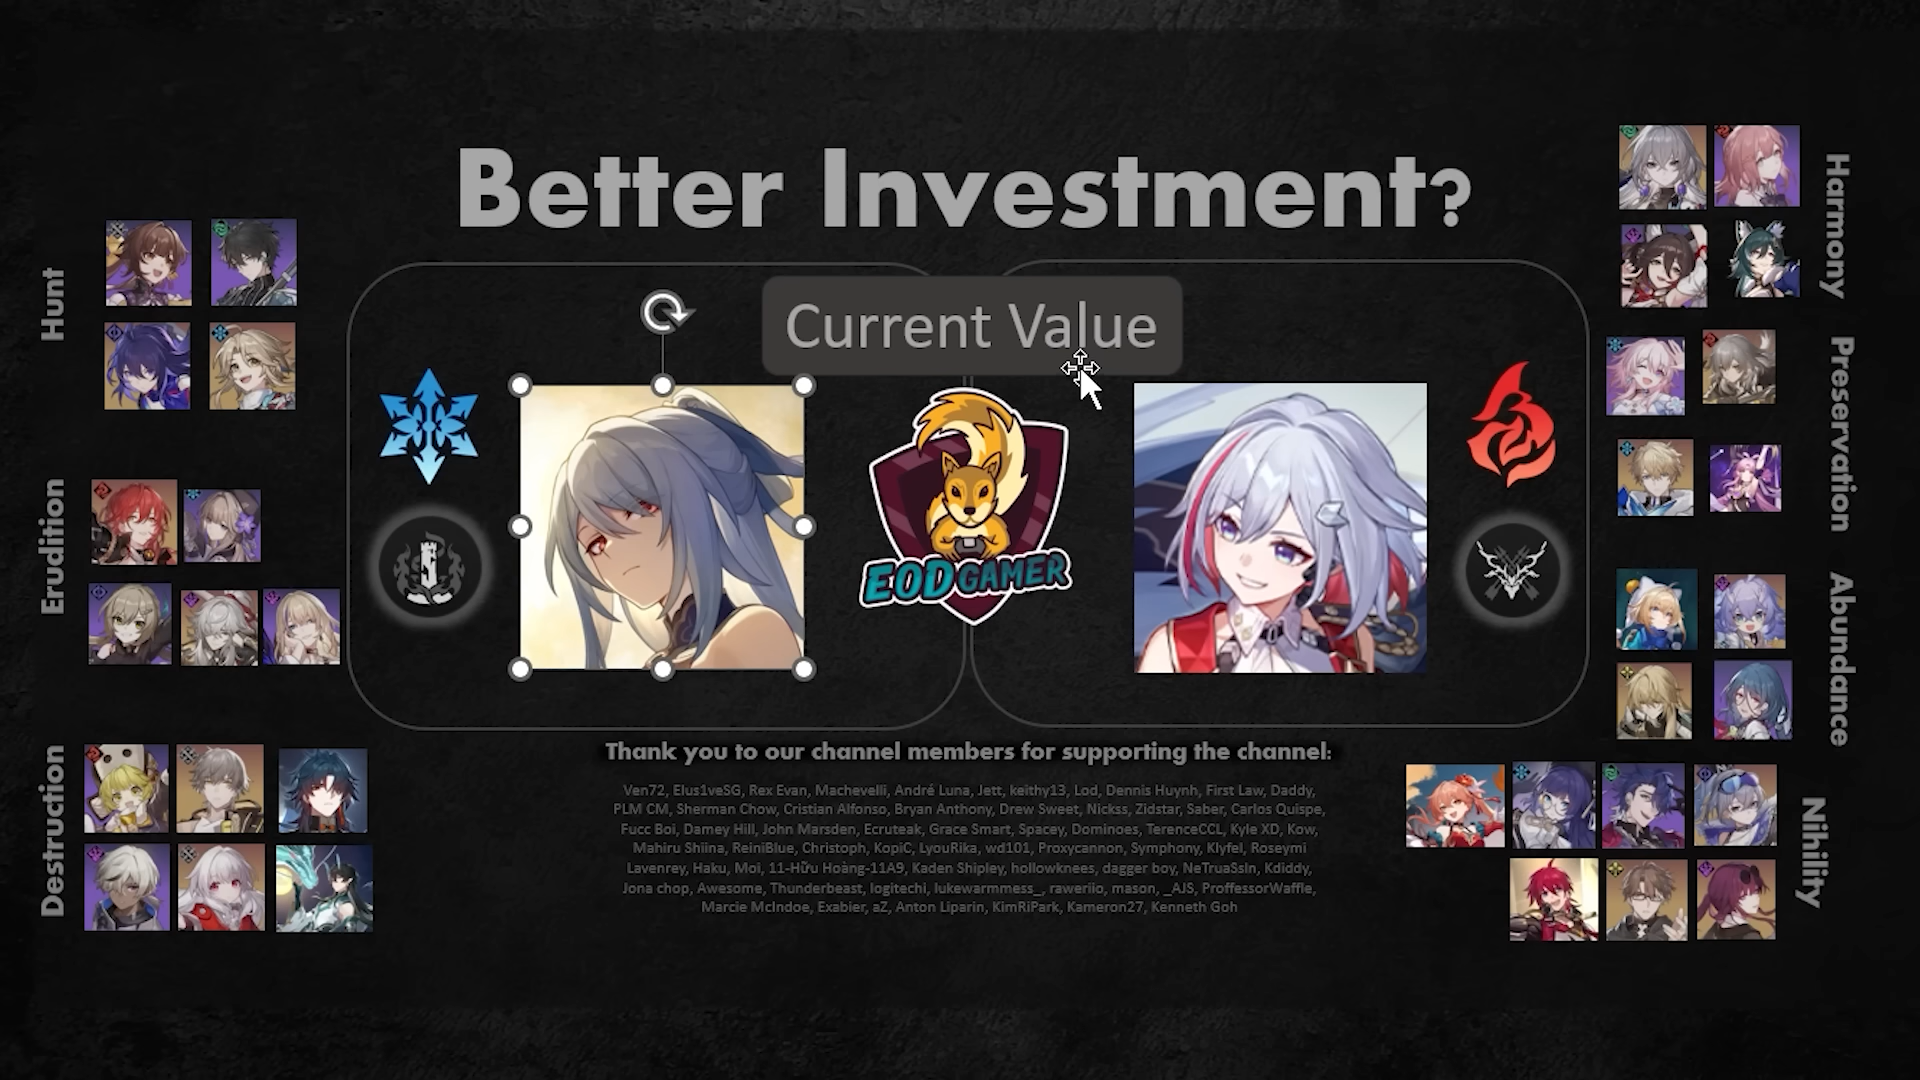 Better Investment?
Current Value
Hunt
Erudition
Destruction
EOD GAMER
Harmony
Preservation
Abundance
Nihility
Thank you to our channel members for supporting the channel:
Ven72, Elus1veSG, Rex Evan, Machevelli, André Luna, Jett, keithy13, Lod, Dennis Huynh, First Law, Daddy,
PLM CM, Sherman Chow, Cristian Alfonso, Bryan Anthony, Drew Sweet, Nickss, Zidstar, Saber, Carlos Quispe,
Fucc Boi, Damey Hill, John Marsden, Ecruteak, Grace Smart, Spacey, Dominoes, TerenceCCL, Kyle XD, Kow,
Mahiru Shiina, ReiniBlue, Christoph, KopiC, LyouRika, wd101, Proxycannon, Symphony, Klyfel, Roseymi
Lavenrey, Haku, Moi, 11-Hữu Hoàng-11A9, Kaden Shipley, hollowknees, dagger boy, NeTruaSsln, Kdiddy,
Jona chop, Awesome, Thunderbeast, logitechi, lukewarmmess_, raweriio, mason, _AJS, ProffessorWaffle,
Marcie McIndoe, Exabier, aZ, Anton Liparin, KimRiPark, Kameron27, Kenneth Goh